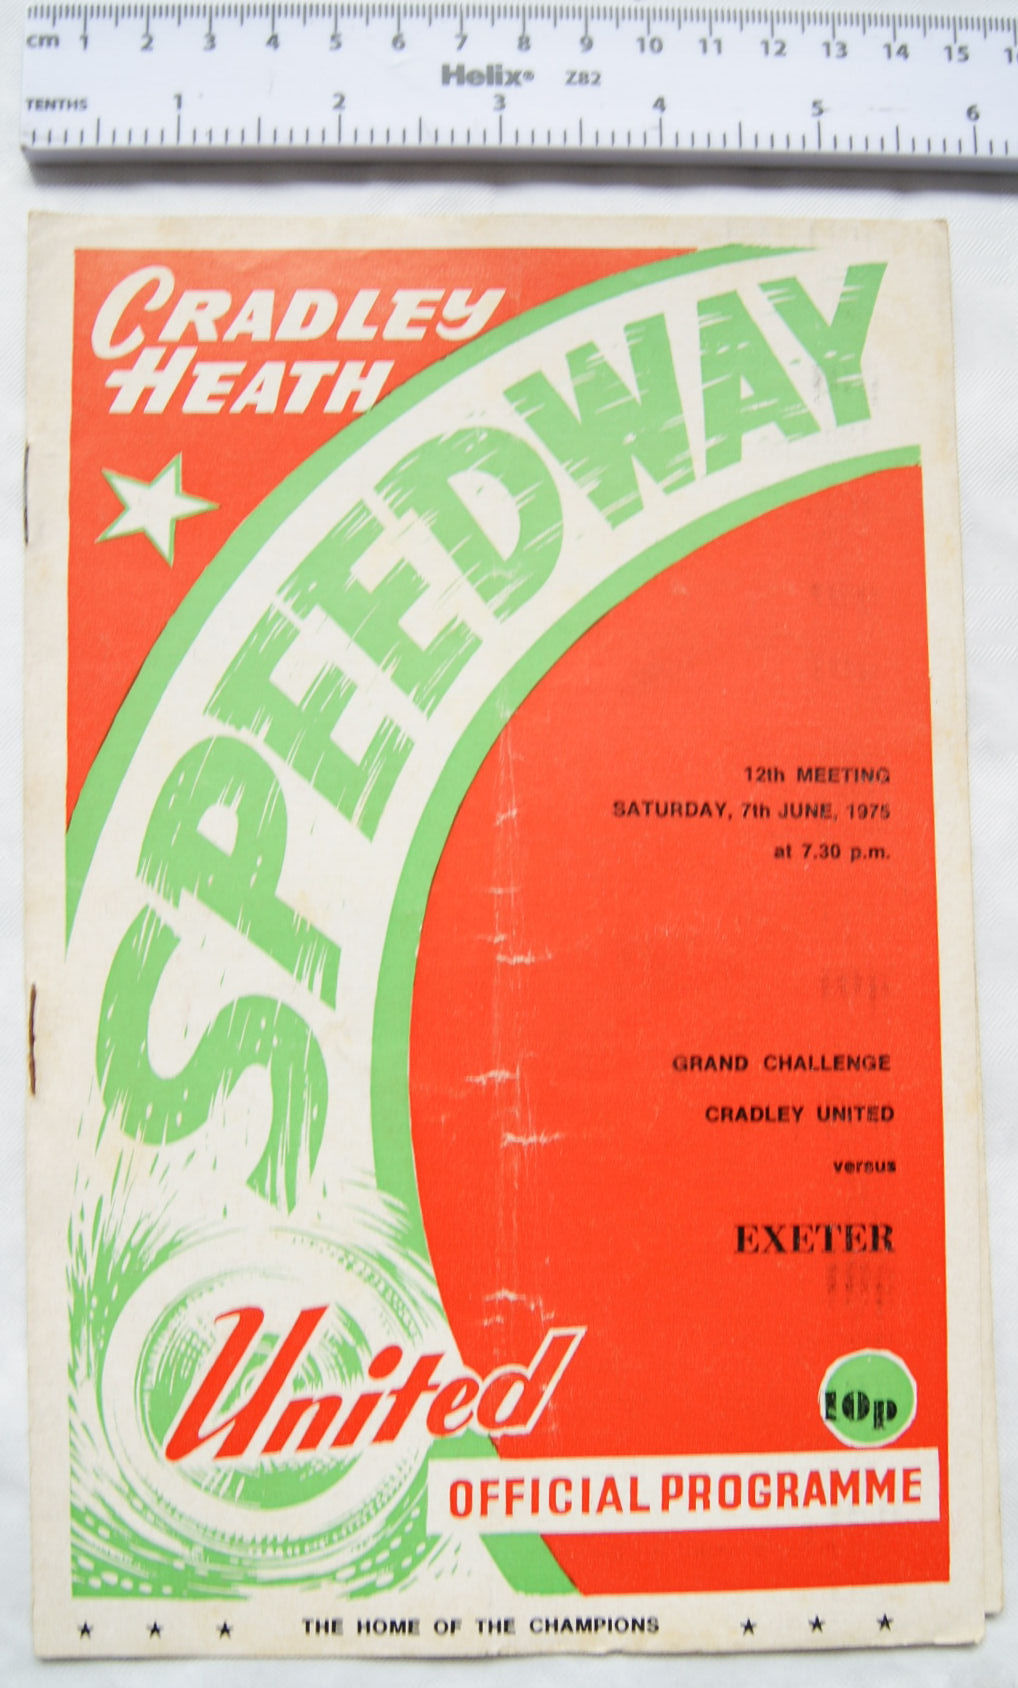 cm 1 2 3 4 5 6 7 8 9 10 11 12 13 14 15
Helix® Z82
TENTHS 1 2 3 4 5 6
CRADLEY
HEATH
SPEEDWAY
12th MEETING
SATURDAY, 7th JUNE, 1975
at 7.30 p.m.
GRAND CHALLENGE
CRADLEY UNITED
versus
EXETER
United
10p
OFFICIAL PROGRAMME
THE HOME OF THE CHAMPIONS